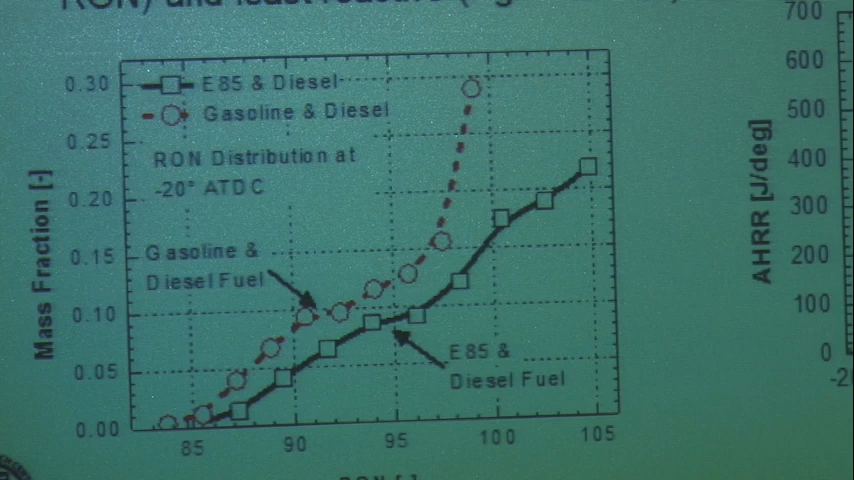 RON) and least reactive
0.30
0.25
0.20
0.15
0.10
0.05
0.00
Mass Fraction [-]
E85 & Diesel
Gasoline & Diesel
RON Distribution at
-20° ATDC
Gasoline &
Diesel Fuel
E85 &
Diesel Fuel
85
90
95
100
105
RON [-]
700
600
500
400
300
200
100
0
AHRR [J/deg]